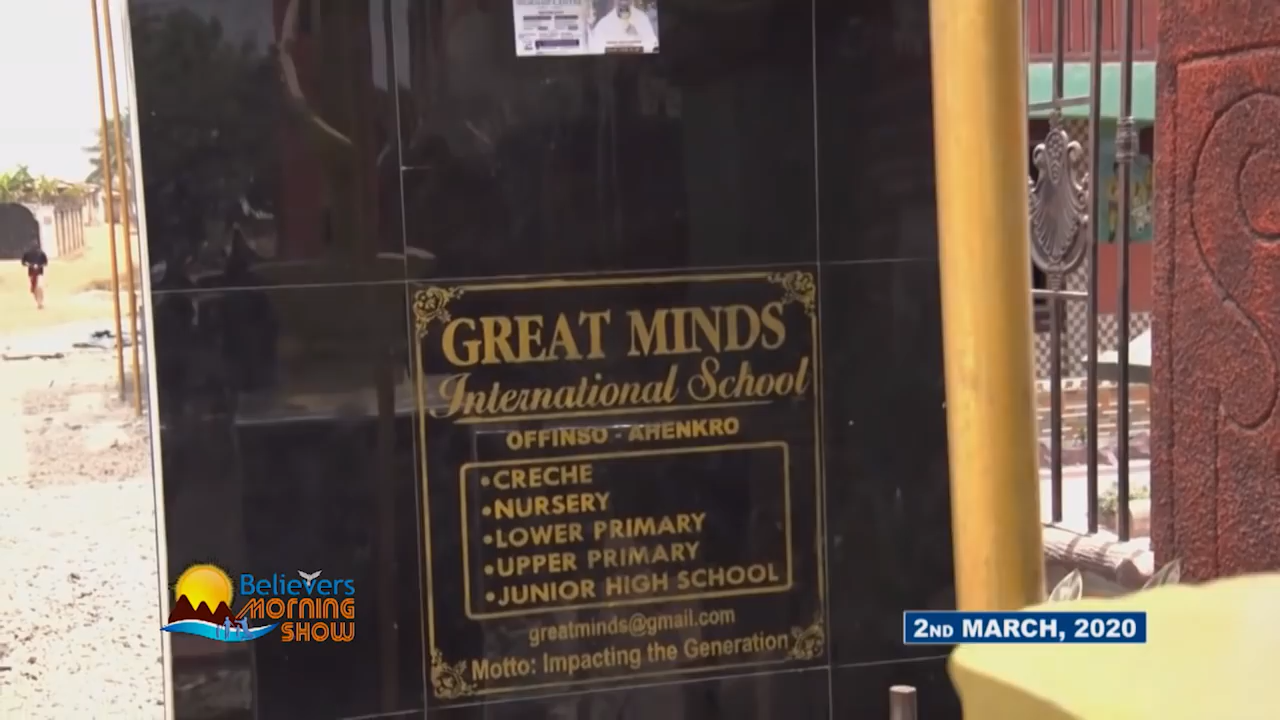 GREAT MINDS
International School
OFFINSO - AHENKRO
•CRECHE
•NURSERY
•LOWER PRIMARY
•UPPER PRIMARY
•JUNIOR HIGH SCHOOL
greatminds@gmail.com
Motto: Impacting the Generation
Believers
MORNING
SHOW
2ND MARCH, 2020